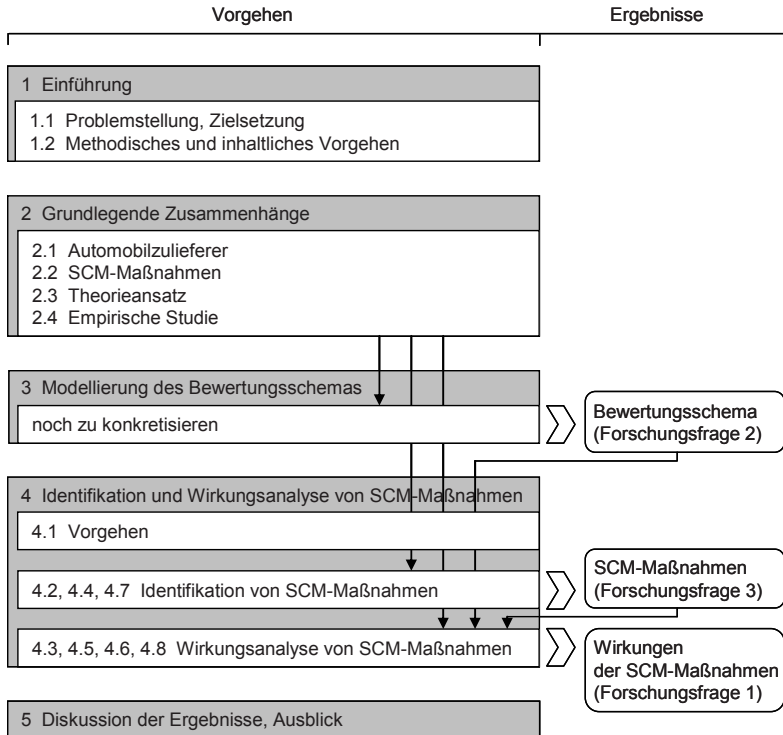 Vorgehen
Ergebnisse
1 Einführung
1.1 Problemstellung, Zielsetzung
1.2 Methodisches und inhaltliches Vorgehen
2 Grundlegende Zusammenhänge
2.1 Automobilzulieferer
2.2 SCM-Maßnahmen
2.3 Theorieansatz
2.4 Empirische Studie
3 Modellierung des Bewertungsschemas
noch zu konkretisieren
Bewertungsschema
(Forschungsfrage 2)
4 Identifikation und Wirkungsanalyse von SCM-Maßnahmen
4.1 Vorgehen
4.2, 4.4, 4.7 Identifikation von SCM-Maßnahmen
SCM-Maßnahmen
(Forschungsfrage 3)
4.3, 4.5, 4.6, 4.8 Wirkungsanalyse von SCM-Maßnahmen
Wirkungen
der SCM-Maßnahmen
(Forschungsfrage 1)
5 Diskussion der Ergebnisse, Ausblick